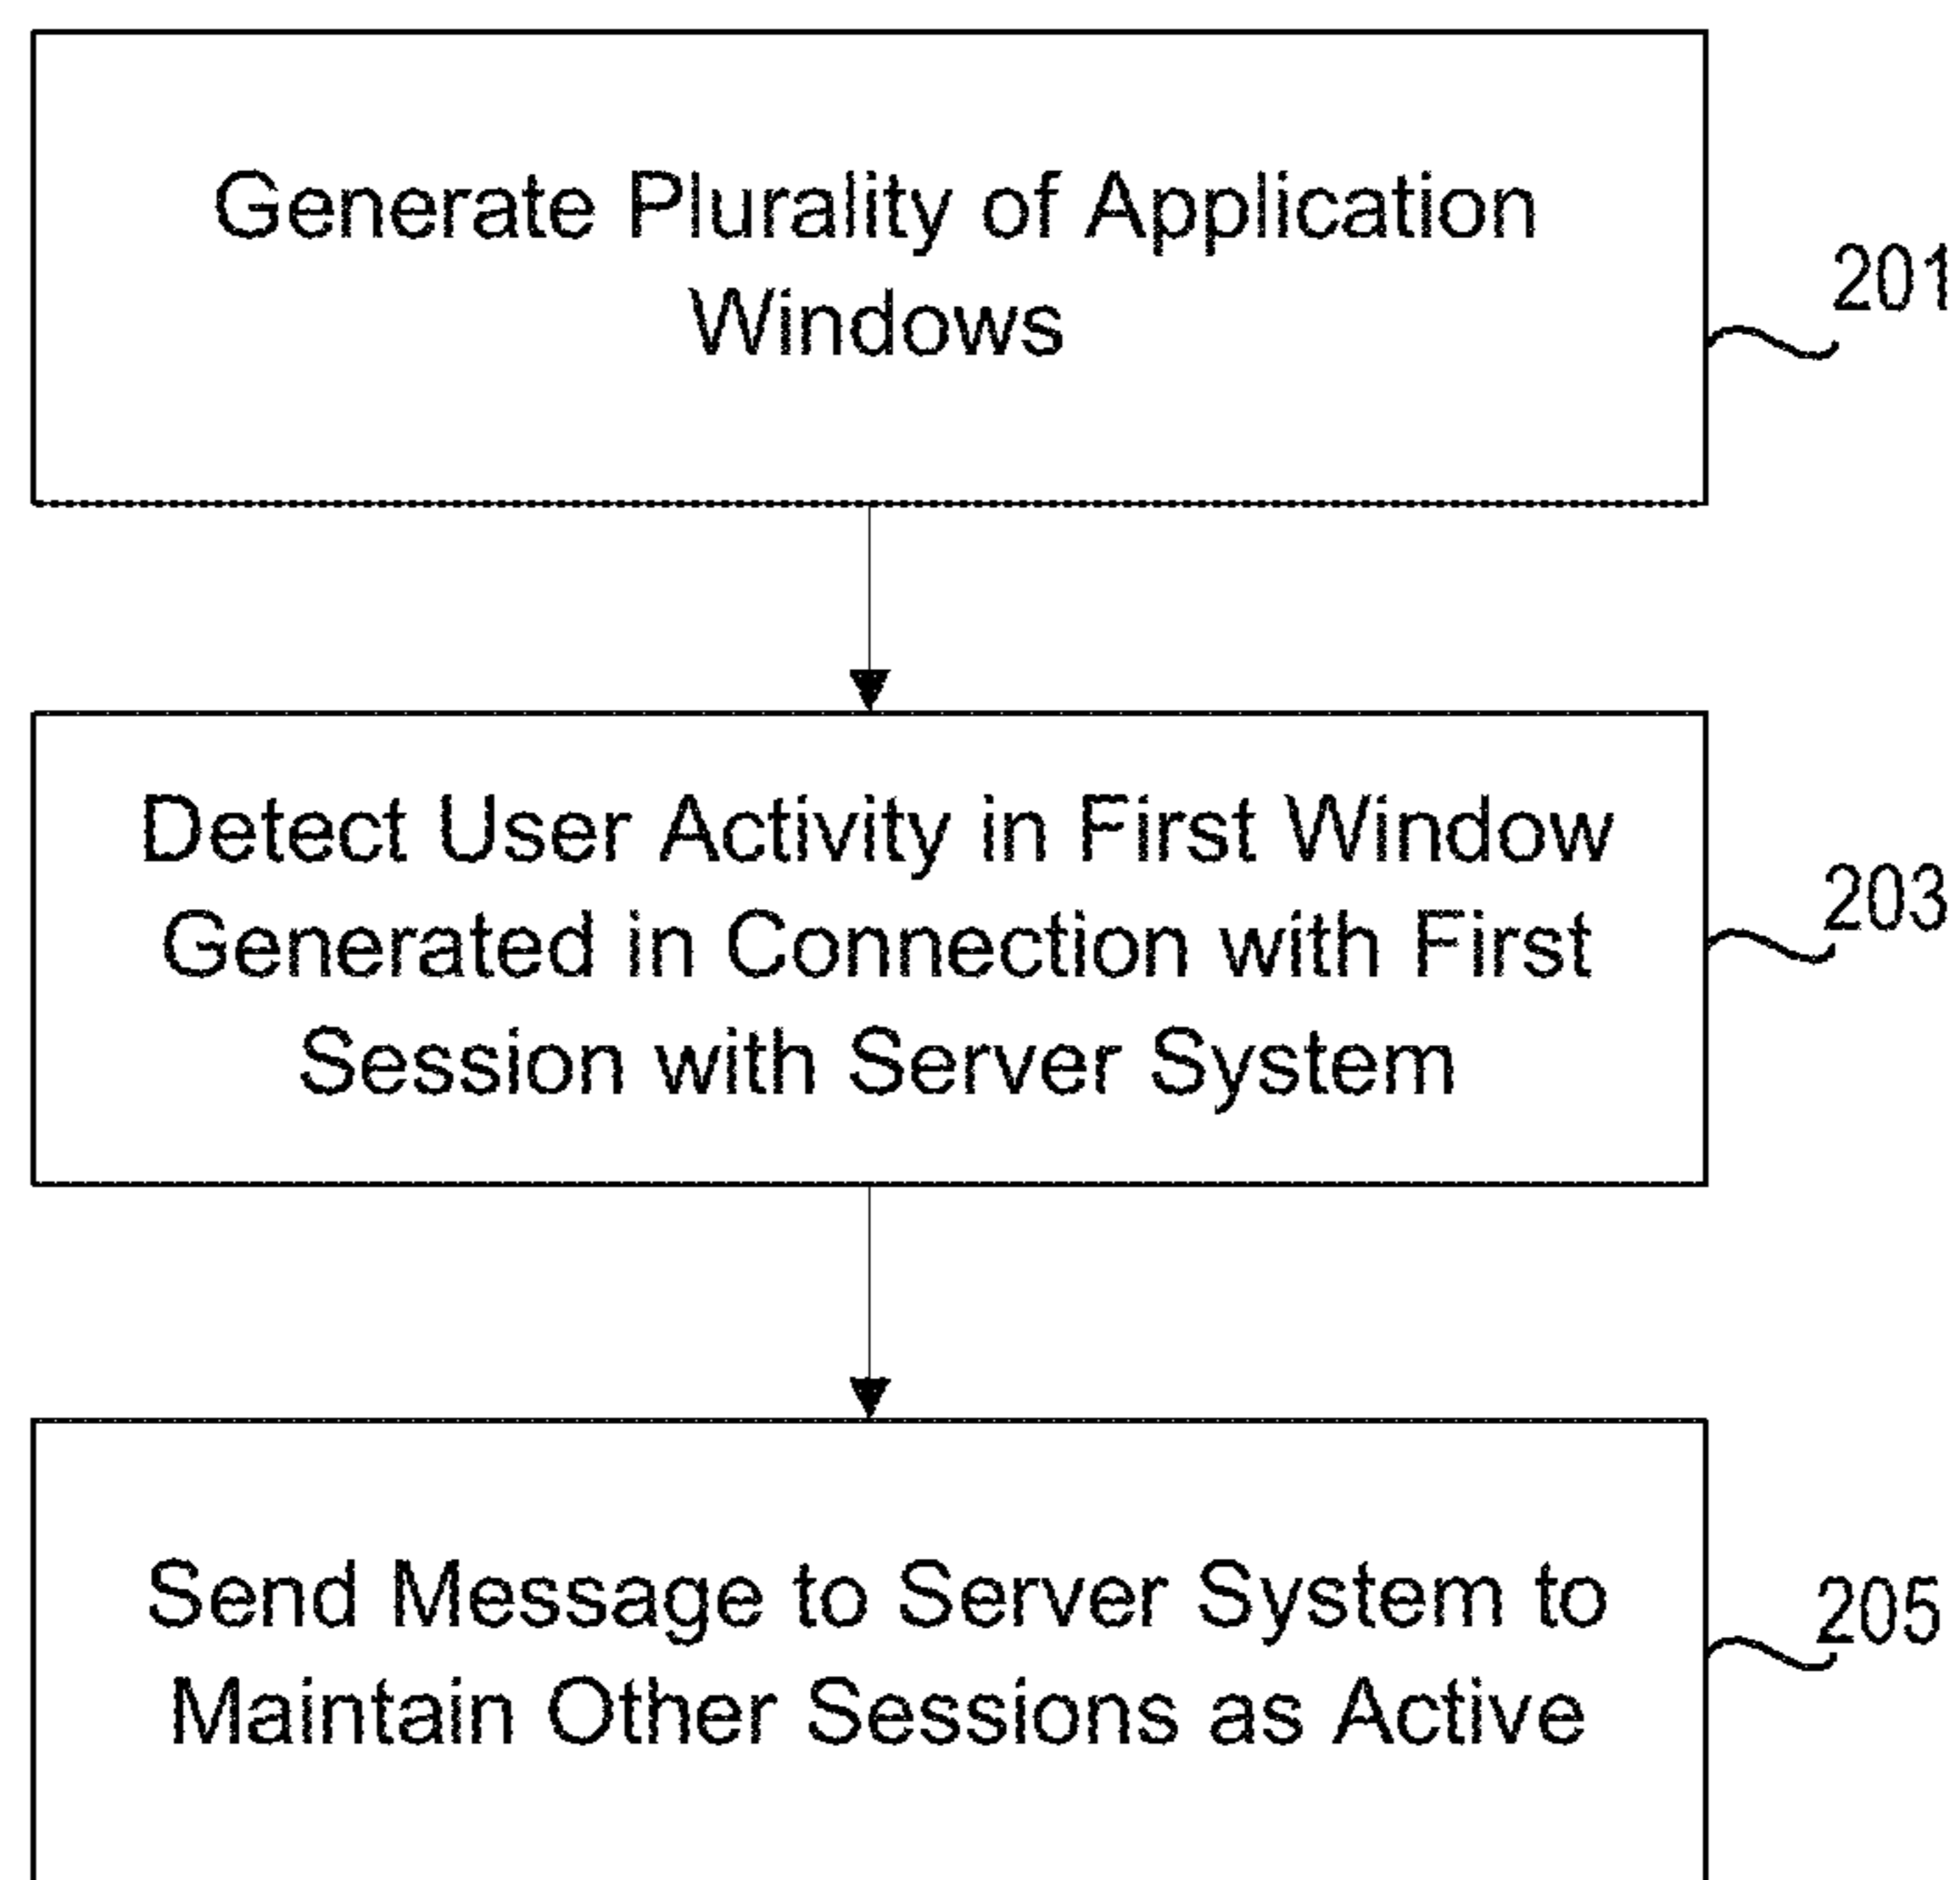 Generate Plurality of Application
Windows
201
Detect User Activity in First Window
Generated in Connection with First
Session with Server System
203
Send Message to Server System to
Maintain Other Sessions as Active
205